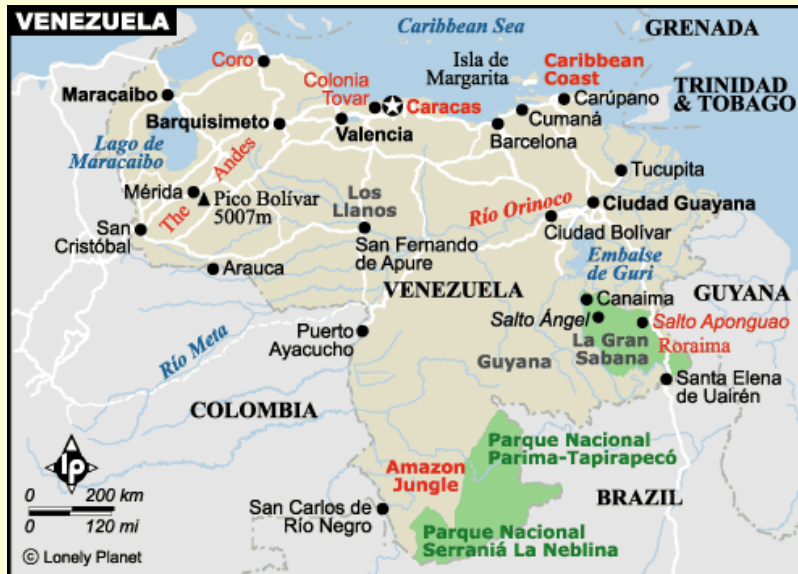 VENEZUELA
Caribbean Sea
GRENADA
Coro
Colonia
Tovar
Caracas
Isla de
Margarita
Caribbean
Coast
TRINIDAD
& TOBAGO
Maracaibo
Carúpano
Cumaná
Barquisimeto
Valencia
Barcelona
Lago de
Maracaibo
The Andes
Tucupita
Mérida
Pico Bolívar
5007m
Los
Llanos
Río Orinoco
Ciudad Guayana
San
Cristóbal
San Fernando
de Apure
Ciudad Bolívar
Arauca
Embalse
de Guri
VENEZUELA
Canaima
GUYANA
Salto Ángel
Salto Aponguao
Puerto
Ayacucho
Río Meta
La Gran
Sabana
Roraima
Guyana
Santa Elena
de Uairén
COLOMBIA
Parque Nacional
Parima-Tapirapecó
Amazon
Jungle
BRAZIL
lp
0 200 km
0 120 mi
San Carlos de
Río Negro
Parque Nacional
Serraniá La Neblina
© Lonely Planet